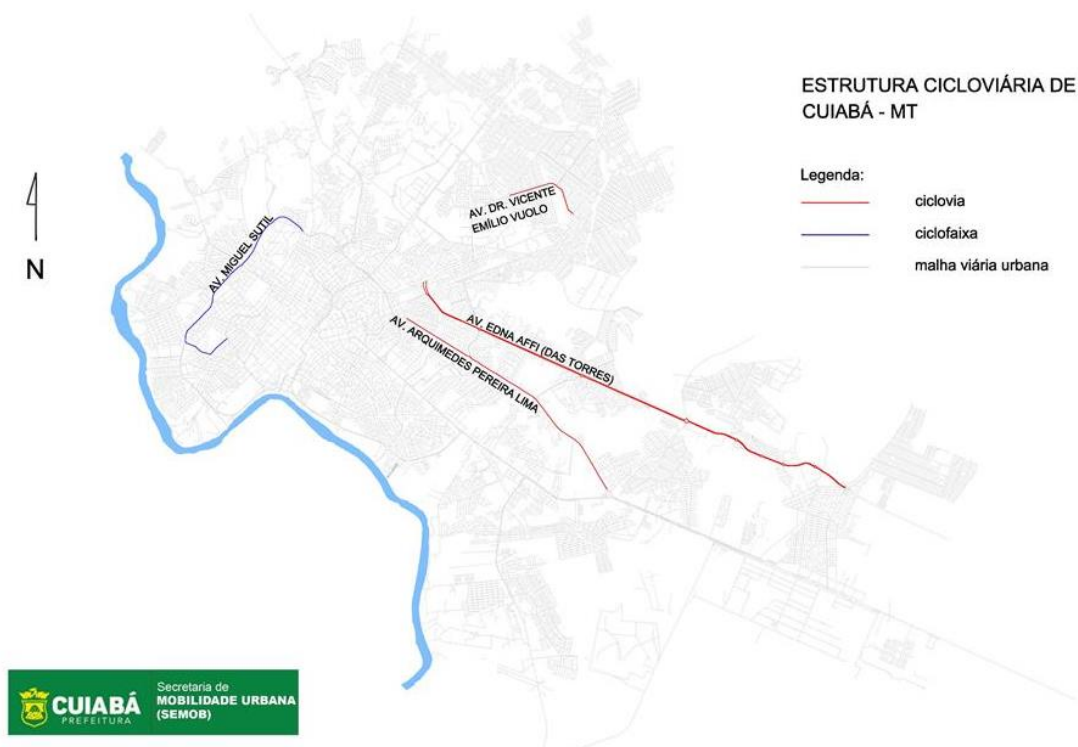 ESTRUTURA CICLOVIÁRIA DE
CUIABÁ - MT
Legenda:
ciclovia
ciclofaixa
malha viária urbana
N
AV. MIGUEL SUTIL
AV. DR. VICENTE
EMÍLIO VUOLO
AV. EDNA AFFI (DAS TORRES)
AV. ARQUIMEDES PEREIRA LIMA
CUIABÁ
PREFEITURA
Secretaria de
MOBILIDADE URBANA
(SEMOB)